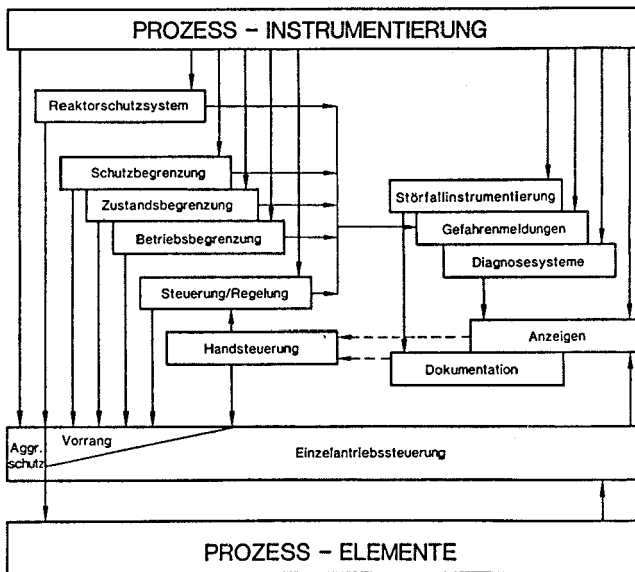 PROZESS - INSTRUMENTIERUNG
Reaktorschutzsystem
Schutzbegrenzung
Zustandsbegrenzung
Betriebsbegrenzung
Steuerung/Regelung
Handsteuerung
Störfallinstrumentierung
Gefahrenmeldungen
Diagnosesysteme
Anzeigen
Dokumentation
Aggr.
schutz
Vorrang
Einzelantriebssteuerung
PROZESS - ELEMENTE